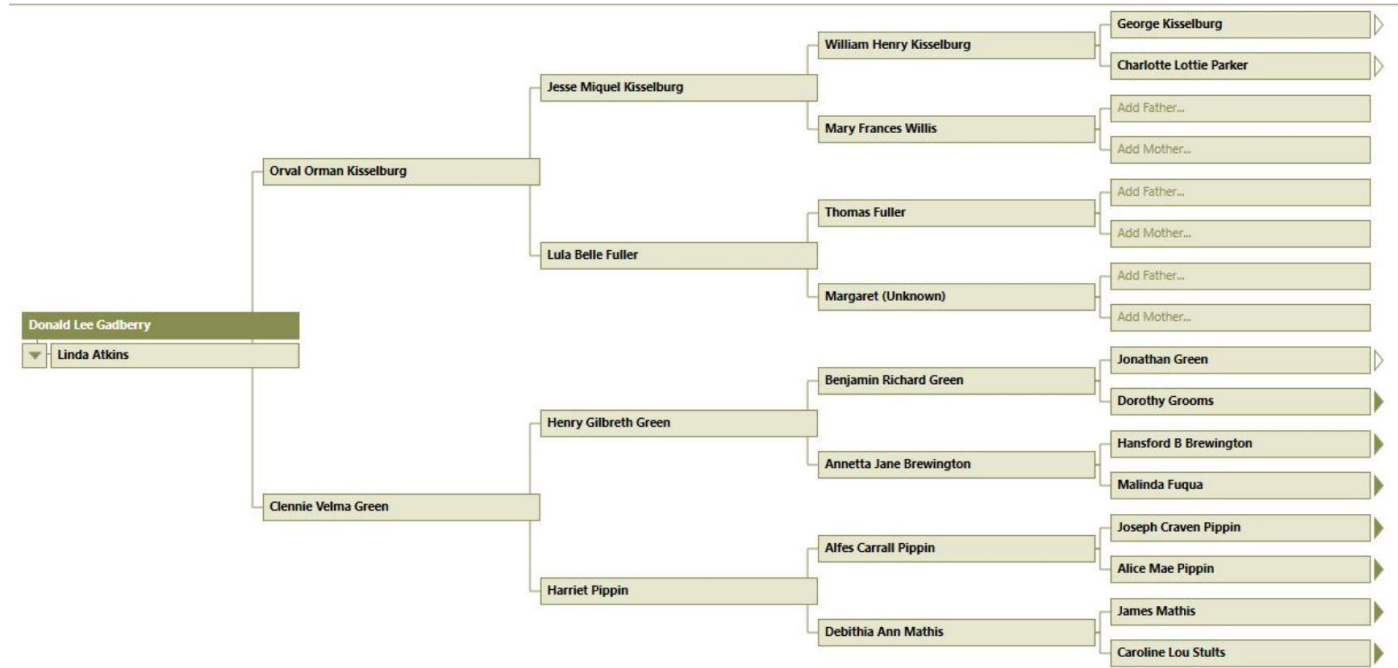 Donald Lee Gadberry
Linda Atkins
Orval Orman Kisselburg
Clennie Velma Green
Jesse Miquel Kisselburg
Lula Belle Fuller
Henry Gilbreth Green
Harriet Pippin
William Henry Kisselburg
Mary Frances Willis
Thomas Fuller
Margaret (Unknown)
Benjamin Richard Green
Annetta Jane Brewington
Alfes Carrall Pippin
Debithia Ann Mathis
George Kisselburg
Charlotte Lottie Parker
Add Father...
Add Mother...
Add Father...
Add Mother...
Add Father...
Add Mother...
Jonathan Green
Dorothy Grooms
Hansford B Brewington
Malinda Fuqua
Joseph Craven Pippin
Alice Mae Pippin
James Mathis
Caroline Lou Stults